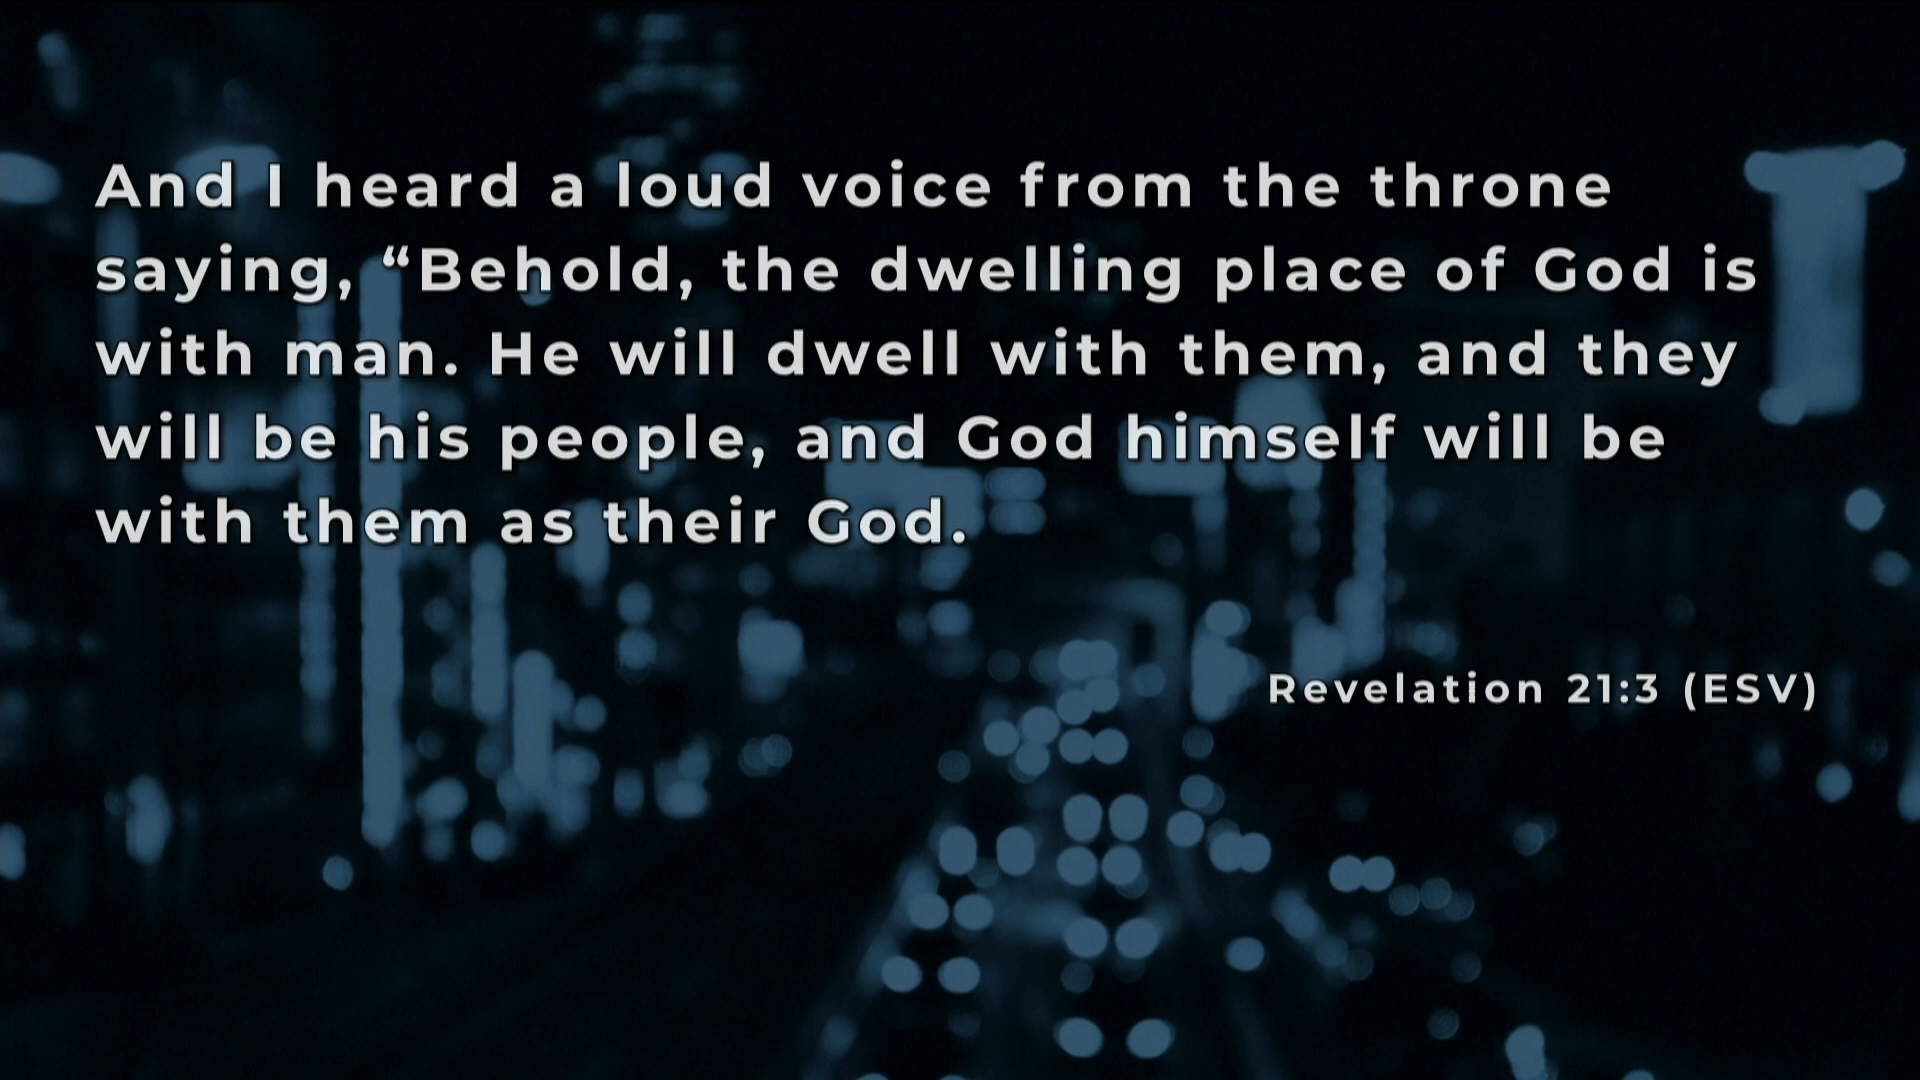 And I heard a loud voice from the throne
saying, “Behold, the dwelling place of God is
with man. He will dwell with them, and they
will be his people, and God himself will be
with them as their God.
Revelation 21:3 (ESV)